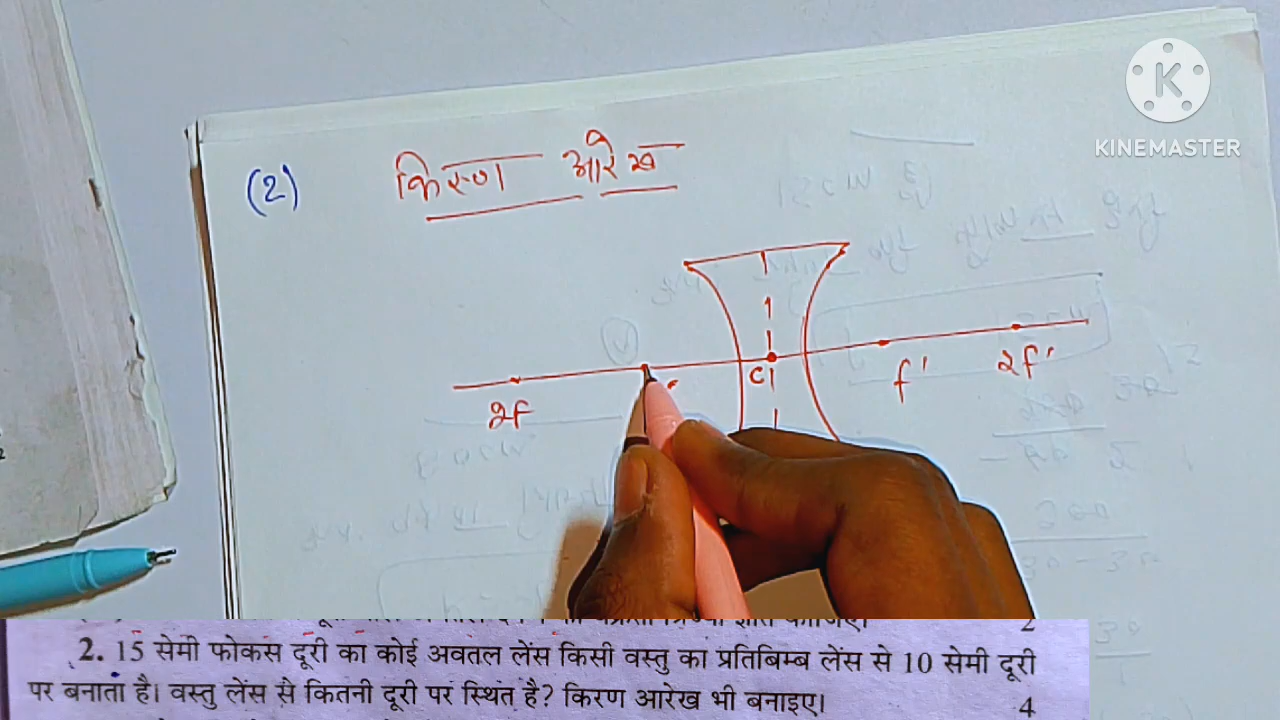 KINEMASTER
(2) किरण आरेख
C
f'
2f'
2f
2
2. 15 सेमी फोकस दूरी का कोई अवतल लेंस किसी वस्तु का प्रतिबिम्ब लेंस से 10 सेमी दूरी
पर बनाता है। वस्तु लेंस से कितनी दूरी पर स्थित है? किरण आरेख भी बनाइए। 4